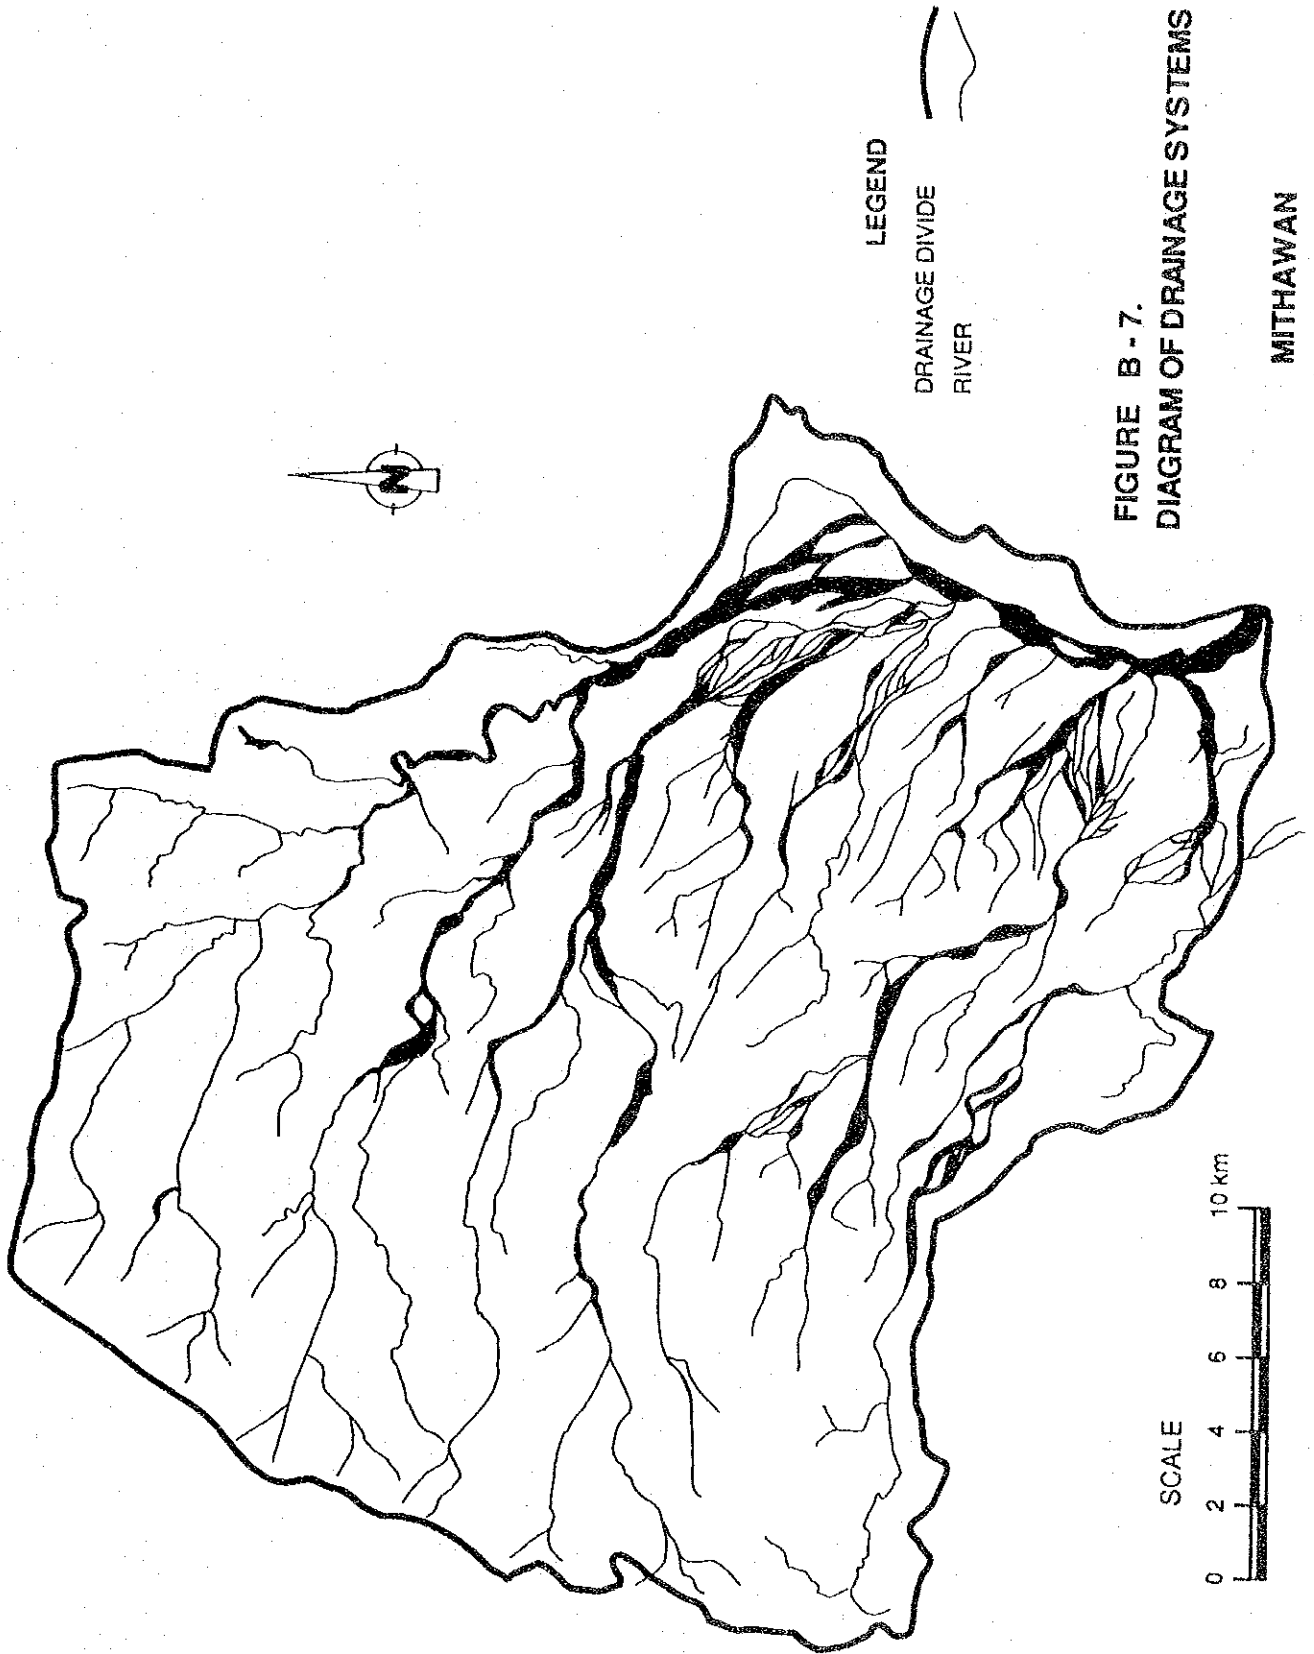 N
LEGEND
DRAINAGE DIVIDE
RIVER
FIGURE B - 7.
DIAGRAM OF DRAINAGE SYSTEMS
MITHAWAN
SCALE
0 2 4 6 8 10 km